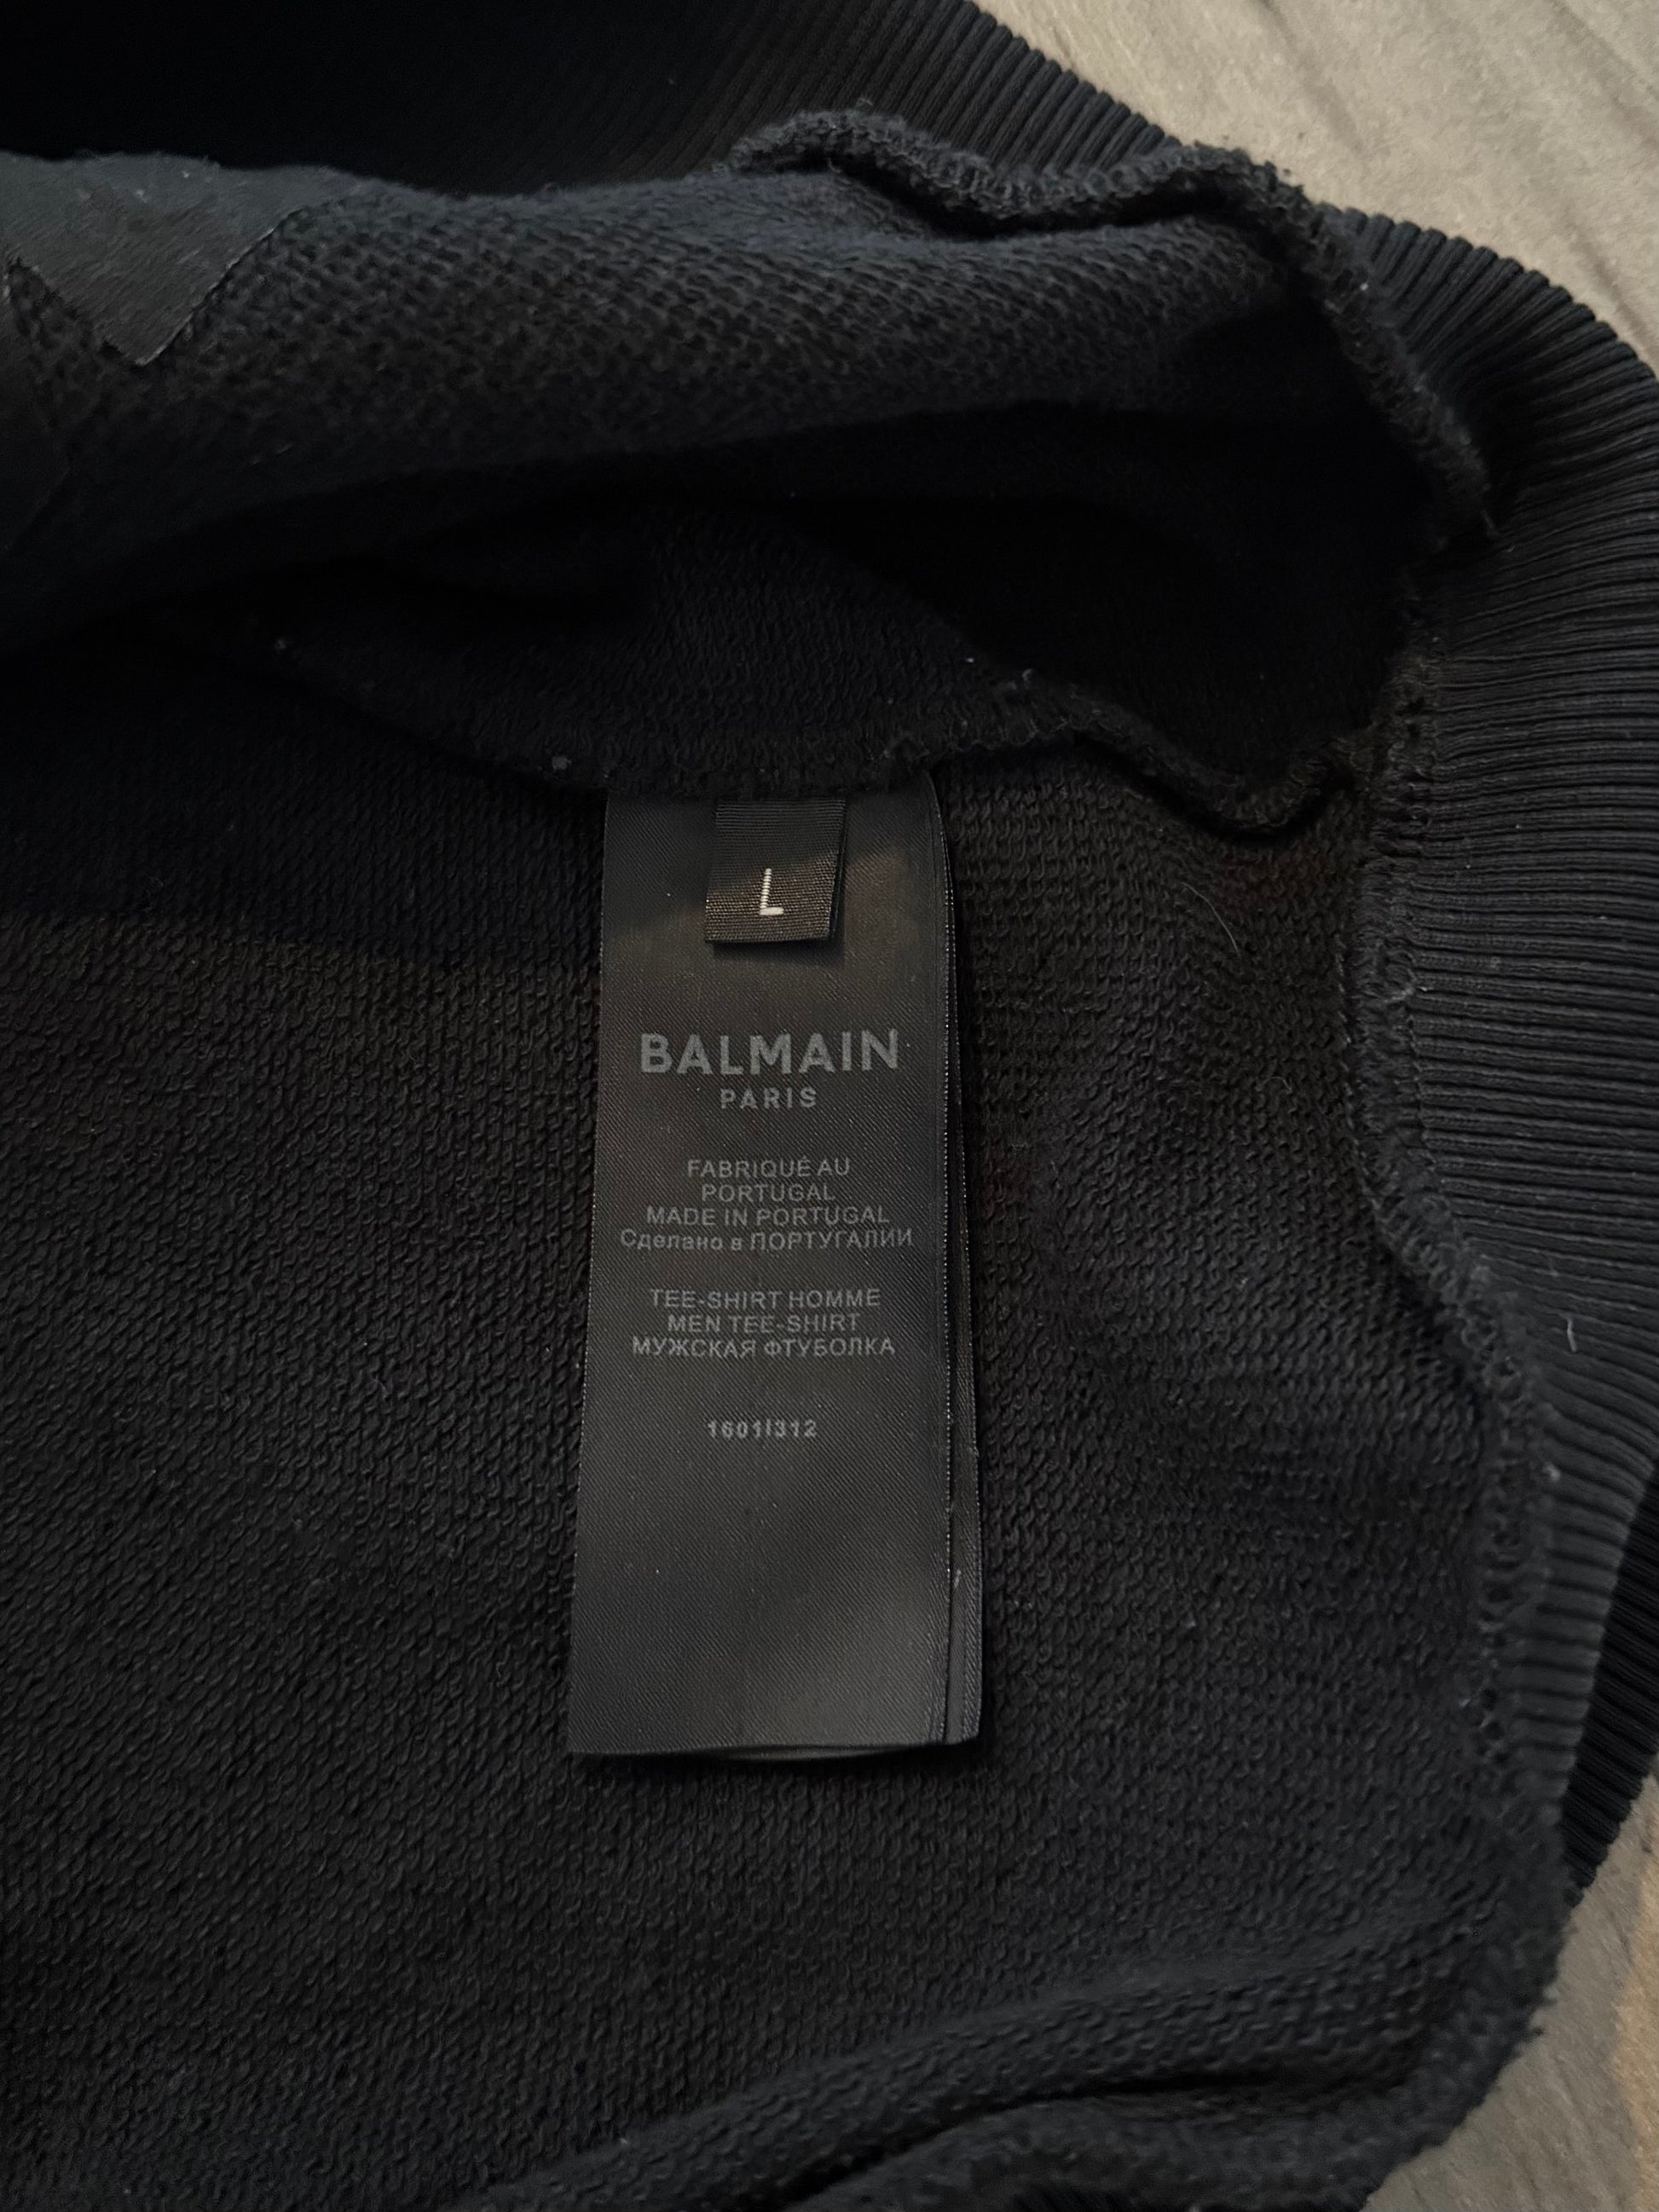 L
BALMAIN
PARIS
FABRIQUÉ AU
PORTUGAL
MADE IN PORTUGAL
Сделано в ПОРТУГАЛИИ
TEE-SHIRT HOMME
MEN TEE-SHIRT
МУЖСКАЯ ФТУБОЛКА
1601/312